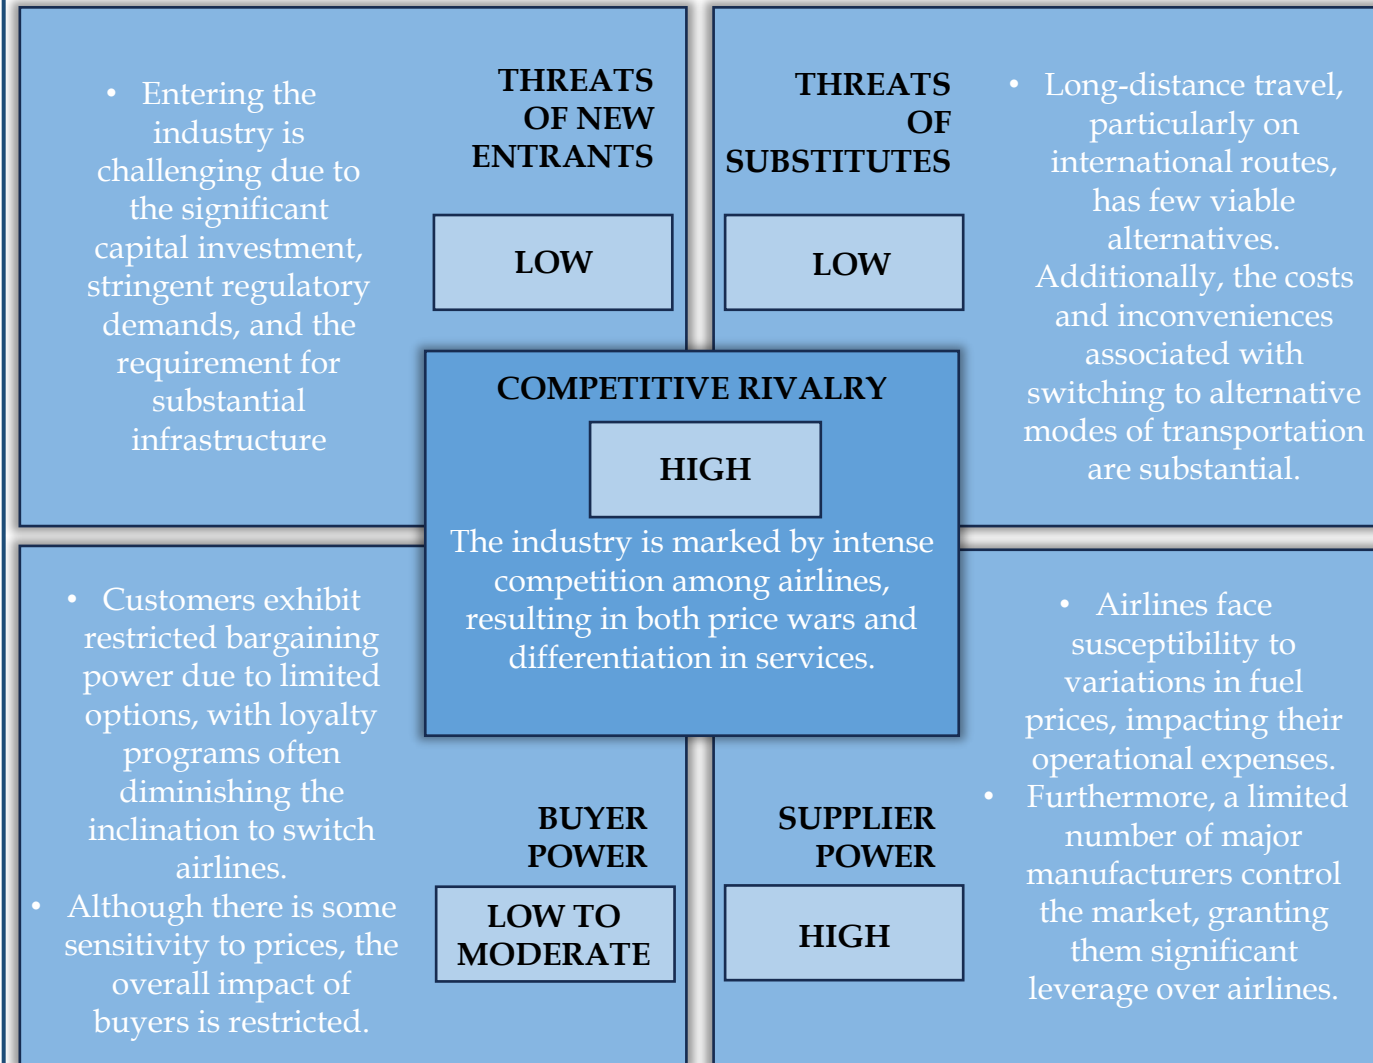 • Entering the
industry is
challenging due to
the significant
capital investment,
stringent regulatory
demands, and the
requirement for
substantial
infrastructure
THREATS
OF NEW
ENTRANTS
LOW
THREATS
OF
SUBSTITUTES
LOW
• Long-distance travel,
particularly on
international routes,
has few viable
alternatives.
Additionally, the costs
and inconveniences
associated with
switching to alternative
modes of transportation
are substantial.
COMPETITIVE RIVALRY
HIGH
The industry is marked by intense
competition among airlines,
resulting in both price wars and
differentiation in services.
• Customers exhibit
restricted bargaining
power due to limited
options, with loyalty
programs often
diminishing the
inclination to switch
airlines.
• Although there is some
sensitivity to prices, the
overall impact of
buyers is restricted.
BUYER
POWER
LOW TO
MODERATE
SUPPLIER
POWER
HIGH
• Airlines face
susceptibility to
variations in fuel
prices, impacting their
operational expenses.
• Furthermore, a limited
number of major
manufacturers control
the market, granting
them significant
leverage over airlines.